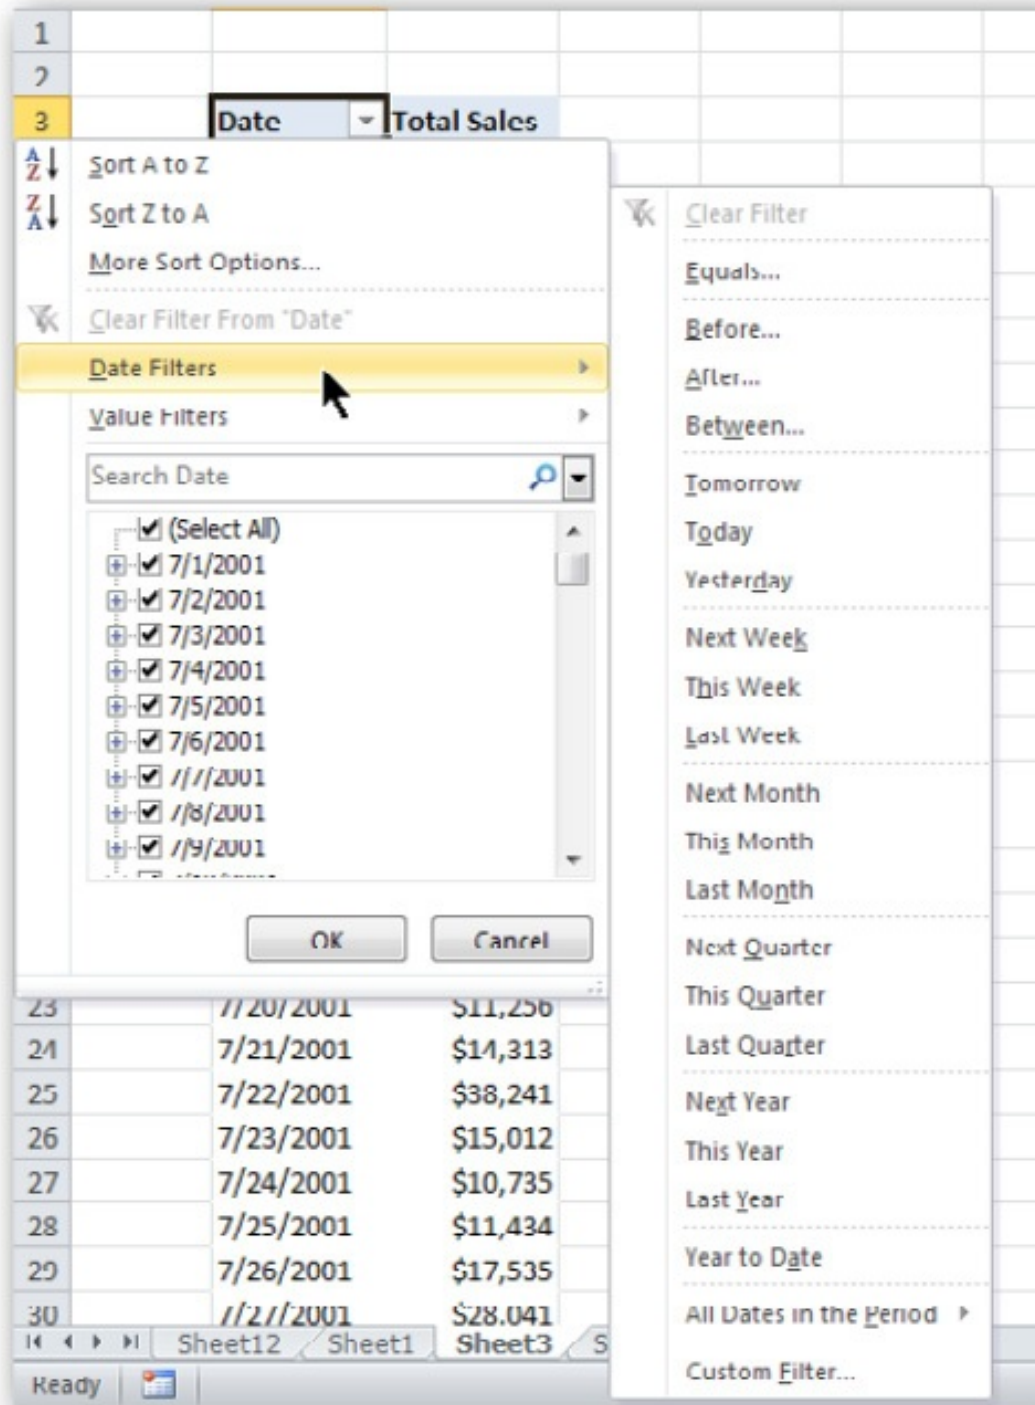 1
2
3 Date Total Sales
Sort A to Z
Sort Z to A
More Sort Options...
Clear Filter From "Date"
Date Filters
Value Filters
Search Date
(Select All)
7/1/2001
7/2/2001
7/3/2001
7/4/2001
7/5/2001
7/6/2001
7/7/2001
7/8/2001
7/9/2001
OK Cancel
Clear Filter
Equals...
Before...
After...
Between...
Tomorrow
Today
Yesterday
Next Week
This Week
Last Week
Next Month
This Month
Last Month
Next Quarter
This Quarter
Last Quarter
Next Year
This Year
Last Year
Year to Date
All Dates in the Period
Custom Filter...
23 7/20/2001 $11,256
24 7/21/2001 $14,313
25 7/22/2001 $38,241
26 7/23/2001 $15,012
27 7/24/2001 $10,735
28 7/25/2001 $11,434
29 7/26/2001 $17,535
30 7/27/2001 $28,041
Sheet12 Sheet1 Sheet3 S
Ready